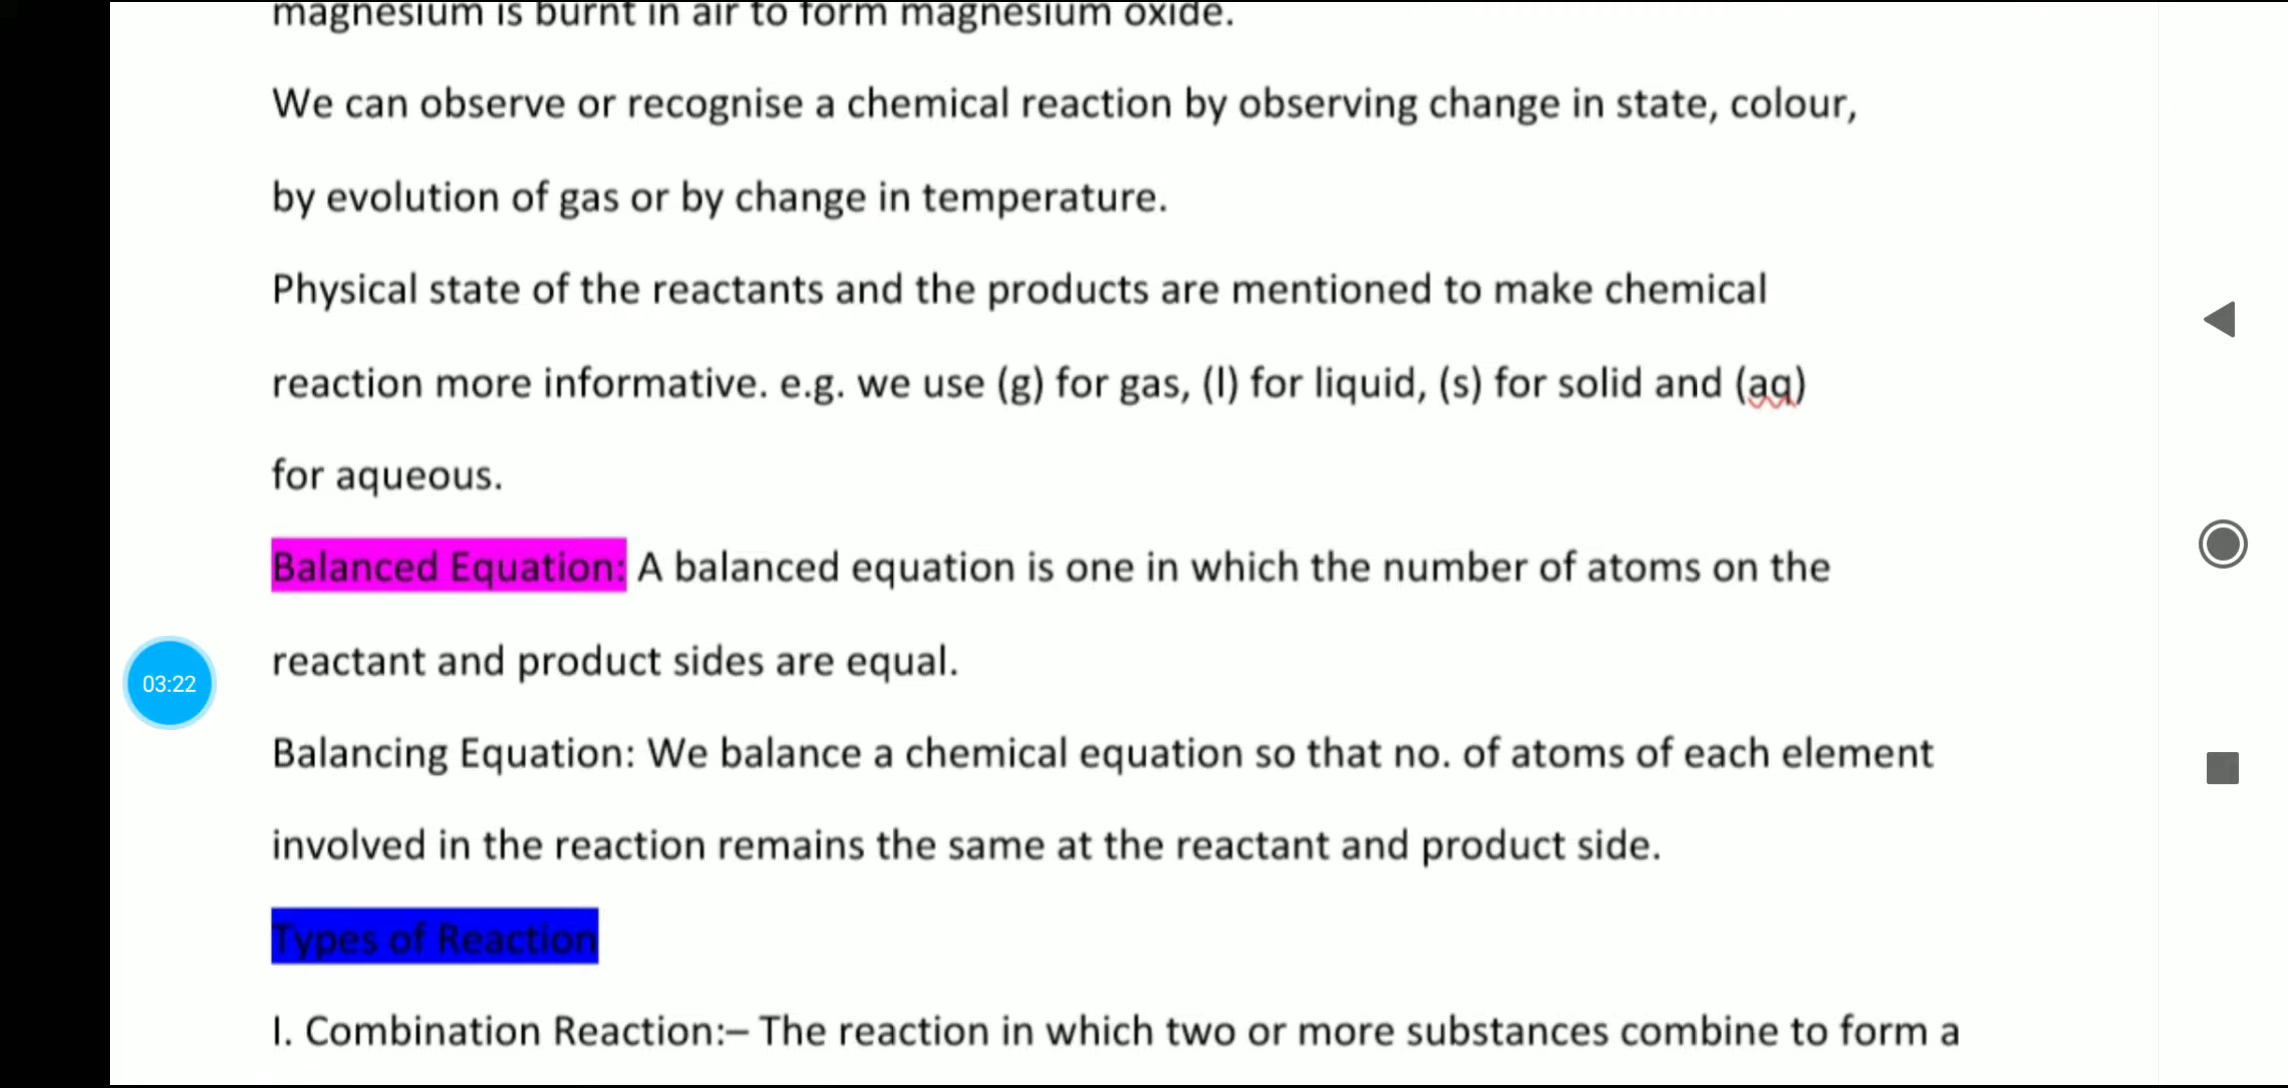 magnesium is burnt in air to form magnesium oxide.
We can observe or recognise a chemical reaction by observing change in state, colour,
by evolution of gas or by change in temperature.
Physical state of the reactants and the products are mentioned to make chemical
reaction more informative. e.g. we use (g) for gas, (l) for liquid, (s) for solid and (aq)
for aqueous.
Balanced Equation: A balanced equation is one in which the number of atoms on the
reactant and product sides are equal.
03:22
Balancing Equation: We balance a chemical equation so that no. of atoms of each element
involved in the reaction remains the same at the reactant and product side.
Types of Reaction
I. Combination Reaction:– The reaction in which two or more substances combine to form a